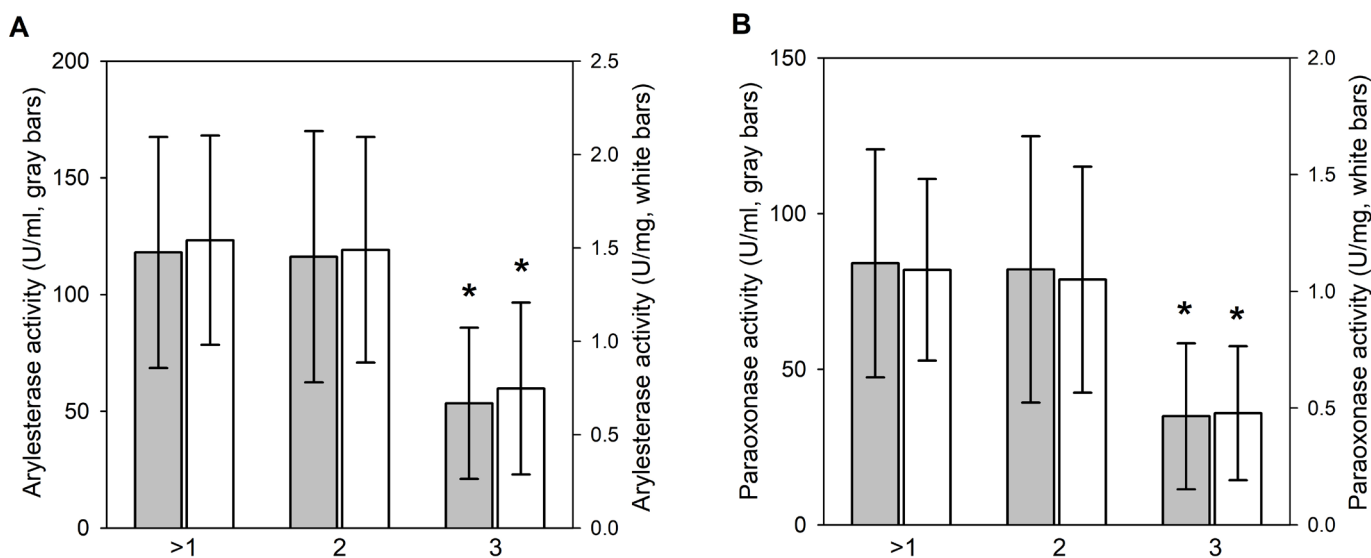 A
Arylesterase activity (U/ml, gray bars)
200
150
100
50
0
2.5
2.0
1.5
1.0
0.5
0.0
Arylesterase activity (U/mg, white bars)
* *
>1 2 3
B
Paraoxonase activity (U/ml, gray bars)
150
100
50
0
2.0
1.5
1.0
0.5
0.0
Paraoxonase activity (U/mg, white bars)
* *
>1 2 3